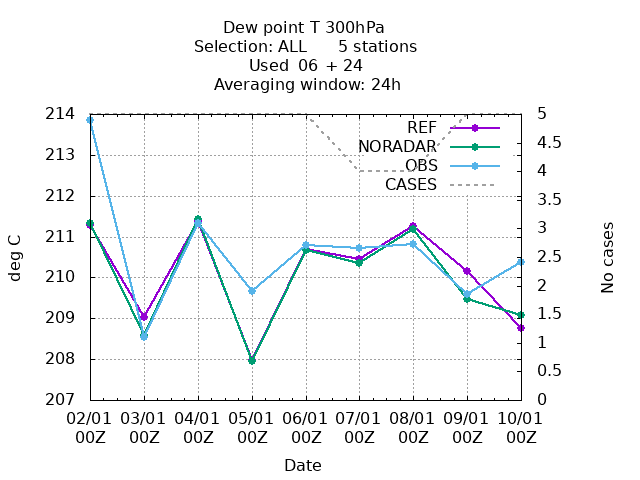 Dew point T 300hPa
Selection: ALL      5 stations
Used  06 + 24
Averaging window: 24h
214
213
212
211
210
209
208
207
deg C
5
4.5
4
3.5
3
2.5
2
1.5
1
0.5
0
No cases
REF
NORADAR
OBS
CASES
02/01 03/01 04/01 05/01 06/01 07/01 08/01 09/01 10/01
00Z 00Z 00Z 00Z 00Z 00Z 00Z 00Z 00Z
Date